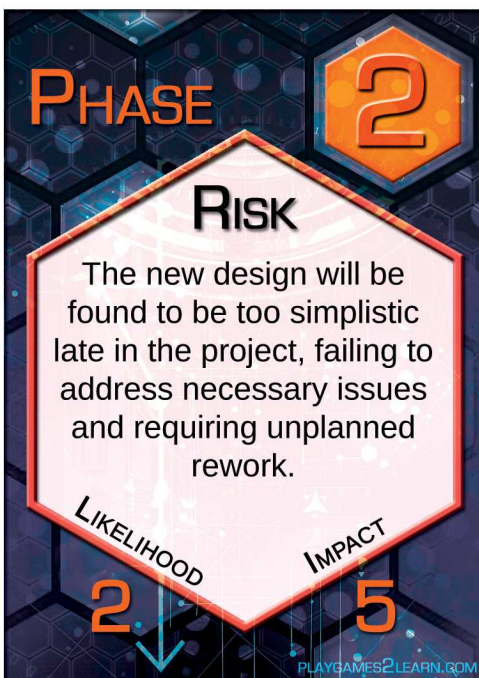 PHASE 2
RISK
The new design will be
found to be too simplistic
late in the project, failing to
address necessary issues
and requiring unplanned
rework.
LIKELIHOOD IMPACT
2 5
PLAYGAMES2LEARN.COM